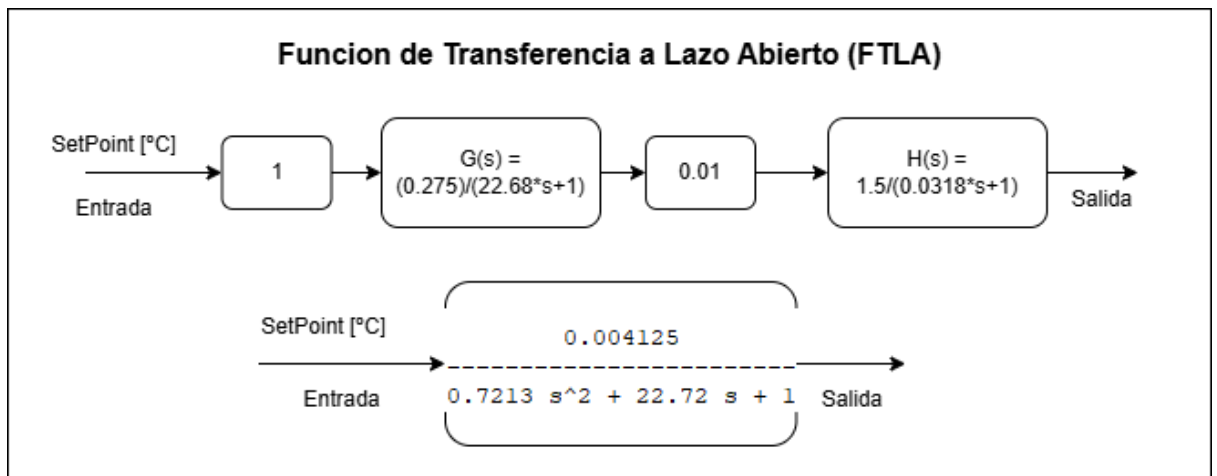 Funcion de Transferencia a Lazo Abierto (FTLA)
SetPoint [ºC]
Entrada
1
G(s) =
(0.275)/(22.68*s+1)
0.01
H(s) =
1.5/(0.0318*s+1)
Salida
SetPoint [ºC]
Entrada
0.004125
------------------------
0.7213 s^2 + 22.72 s + 1
Salida